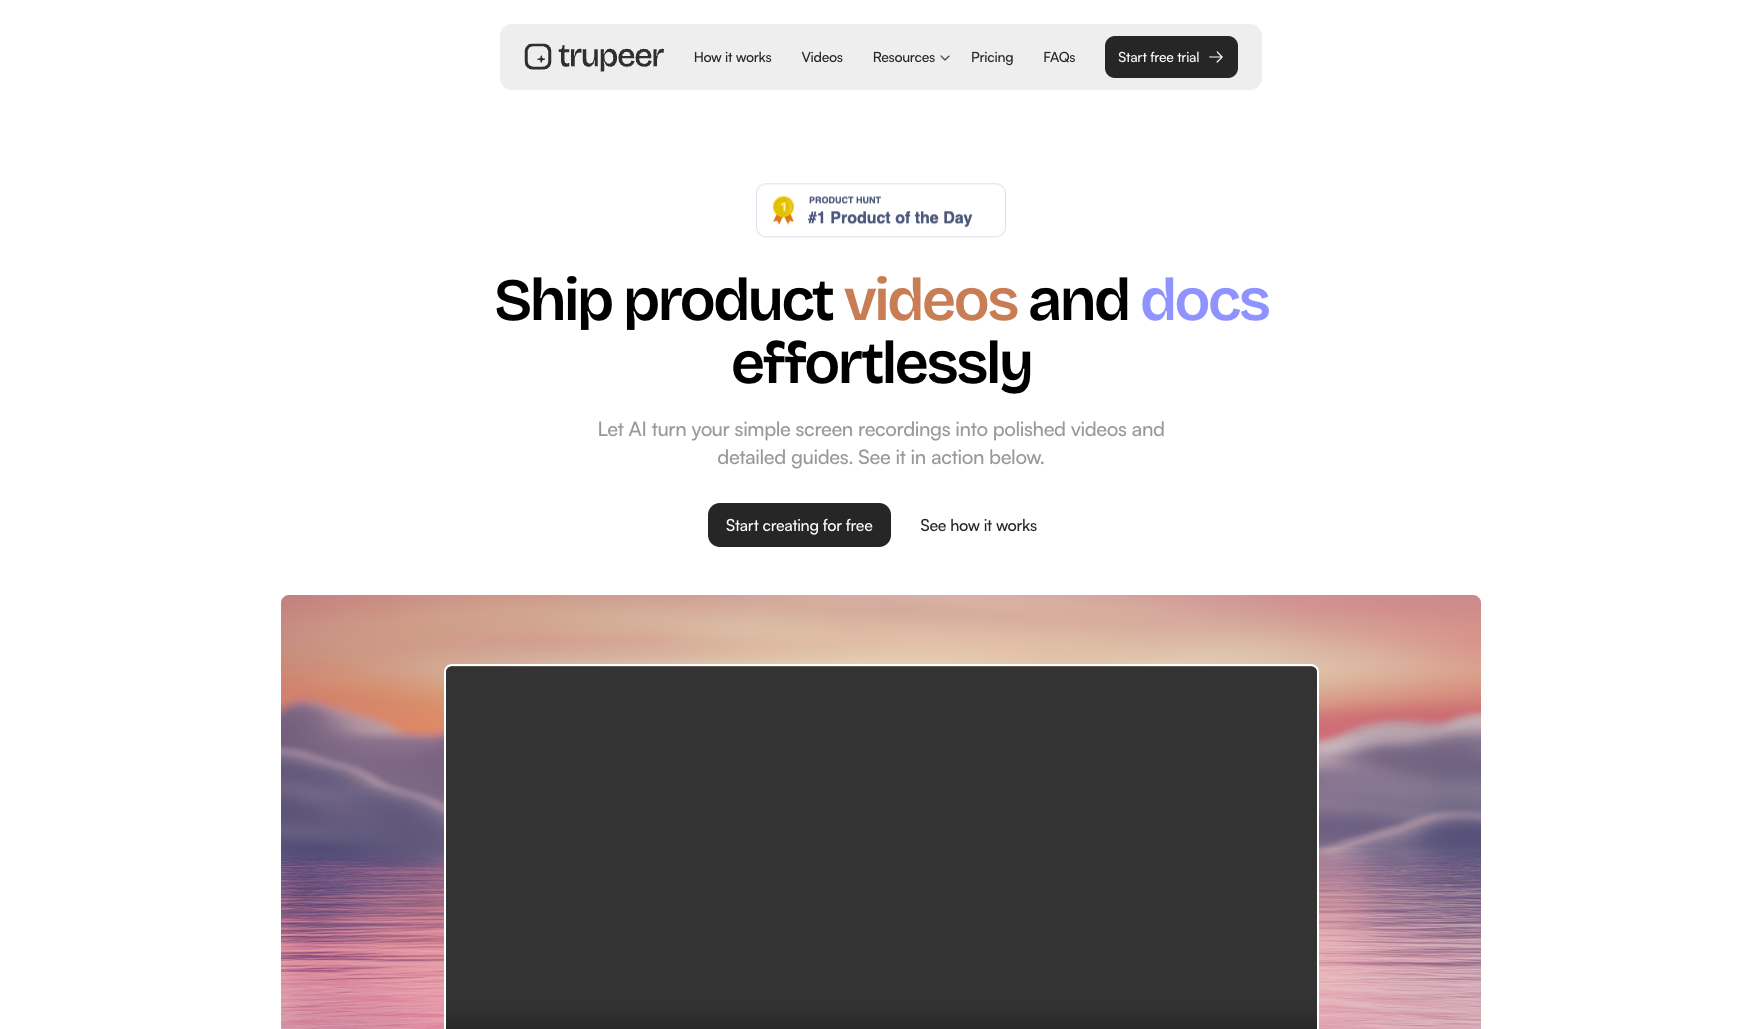 trupeer
How it works
Videos
Resources
Pricing
FAQs
Start free trial
PRODUCT HUNT
1
#1 Product of the Day
Ship product videos and docs
effortlessly
Let AI turn your simple screen recordings into polished videos and
detailed guides. See it in action below.
Start creating for free
See how it works